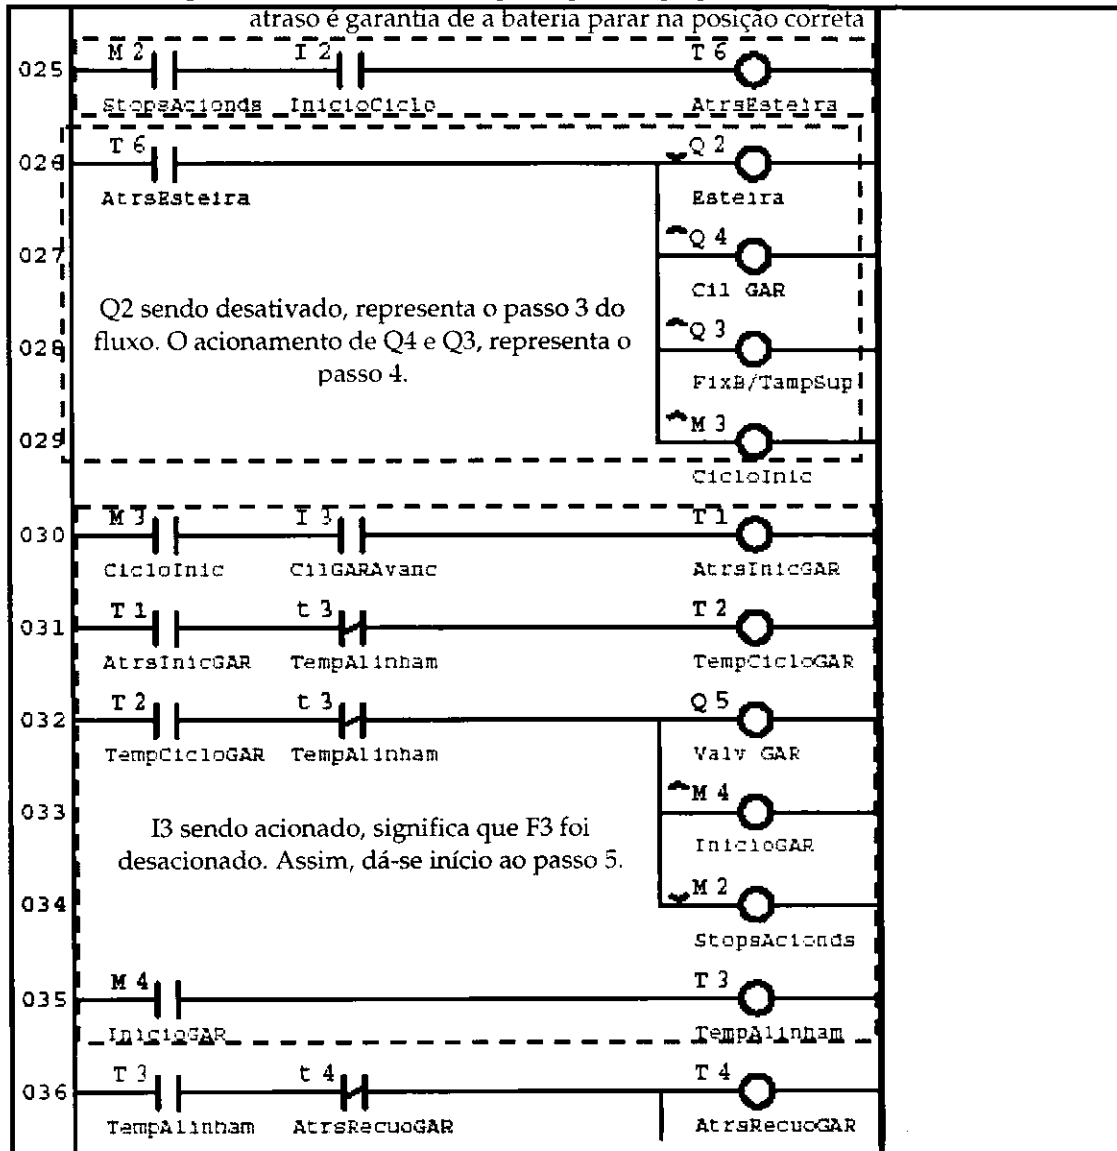 atraso é garantia de a bateria parar na posição correta
025
M 2
I 2
T 6
StopsAcionds
InicioCiclo
AtrsEsteira
026
T 6
Q 2
AtrsEsteira
Esteira
027
Q 4
Cil GAR
Q2 sendo desativado, representa o passo 3 do
fluxo. O acionamento de Q4 e Q3, representa o
passo 4.
028
Q 3
FixB/TampSup
029
M 3
CicloInic
030
M 3
I 3
T 1
CicloInic
CilGARAvanc
AtrsInicGAR
031
T 1
t 3
T 2
AtrsInicGAR
TempAlinham
TempCicloGAR
032
T 2
t 3
Q 5
TempCicloGAR
TempAlinham
Valv GAR
033
M 4
InicioGAR
I3 sendo acionado, significa que F3 foi
desacionado. Assim, dá-se início ao passo 5.
034
M 2
StopsAcionds
035
M 4
T 3
InicioGAR
TempAlinham
036
T 3
t 4
T 4
TempAlinham
AtrsRecuoGAR
AtrsRecuoGAR